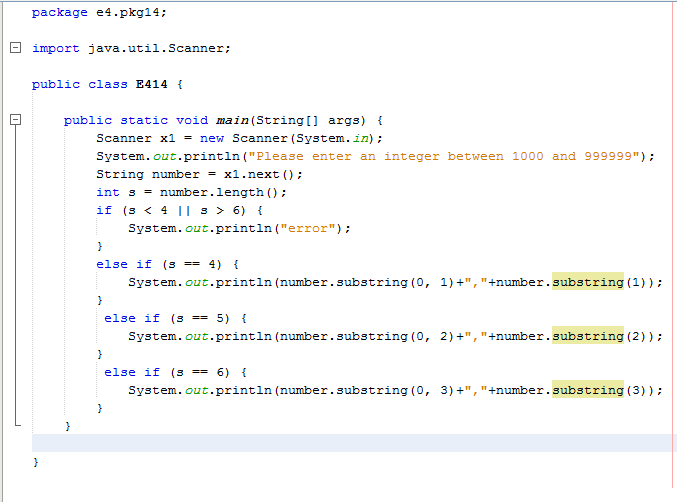 package e4.pkg14;
import java.util.Scanner;
public class E414 {
public static void main(String[] args) {
Scanner x1 = new Scanner(System.in);
System.out.println("Please enter an integer between 1000 and 999999");
String number = x1.next();
int s = number.length();
if (s < 4 || s > 6) {
System.out.println("error");
}
else if (s == 4) {
System.out.println(number.substring(0, 1)+","+number.substring(1));
}
else if (s == 5) {
System.out.println(number.substring(0, 2)+","+number.substring(2));
}
else if (s == 6) {
System.out.println(number.substring(0, 3)+","+number.substring(3));
}
}
}